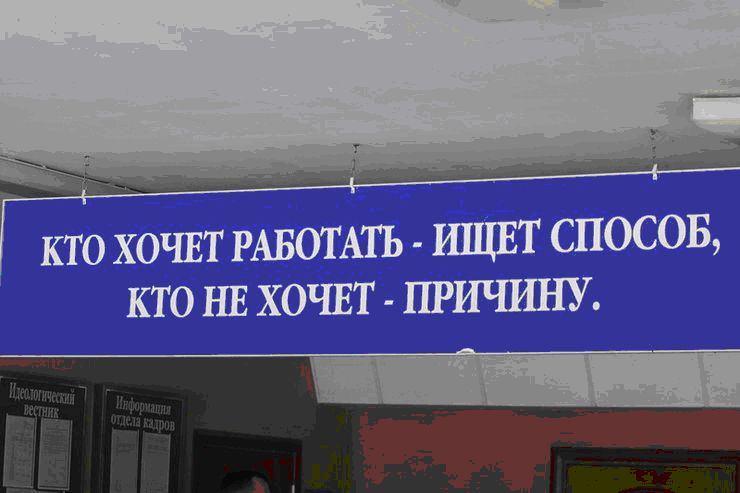 КТО ХОЧЕТ РАБОТАТЬ - ИЩЕТ СПОСОБ,
КТО НЕ ХОЧЕТ - ПРИЧИНУ.
Идеологический
вестник
Информация
отдела кадров